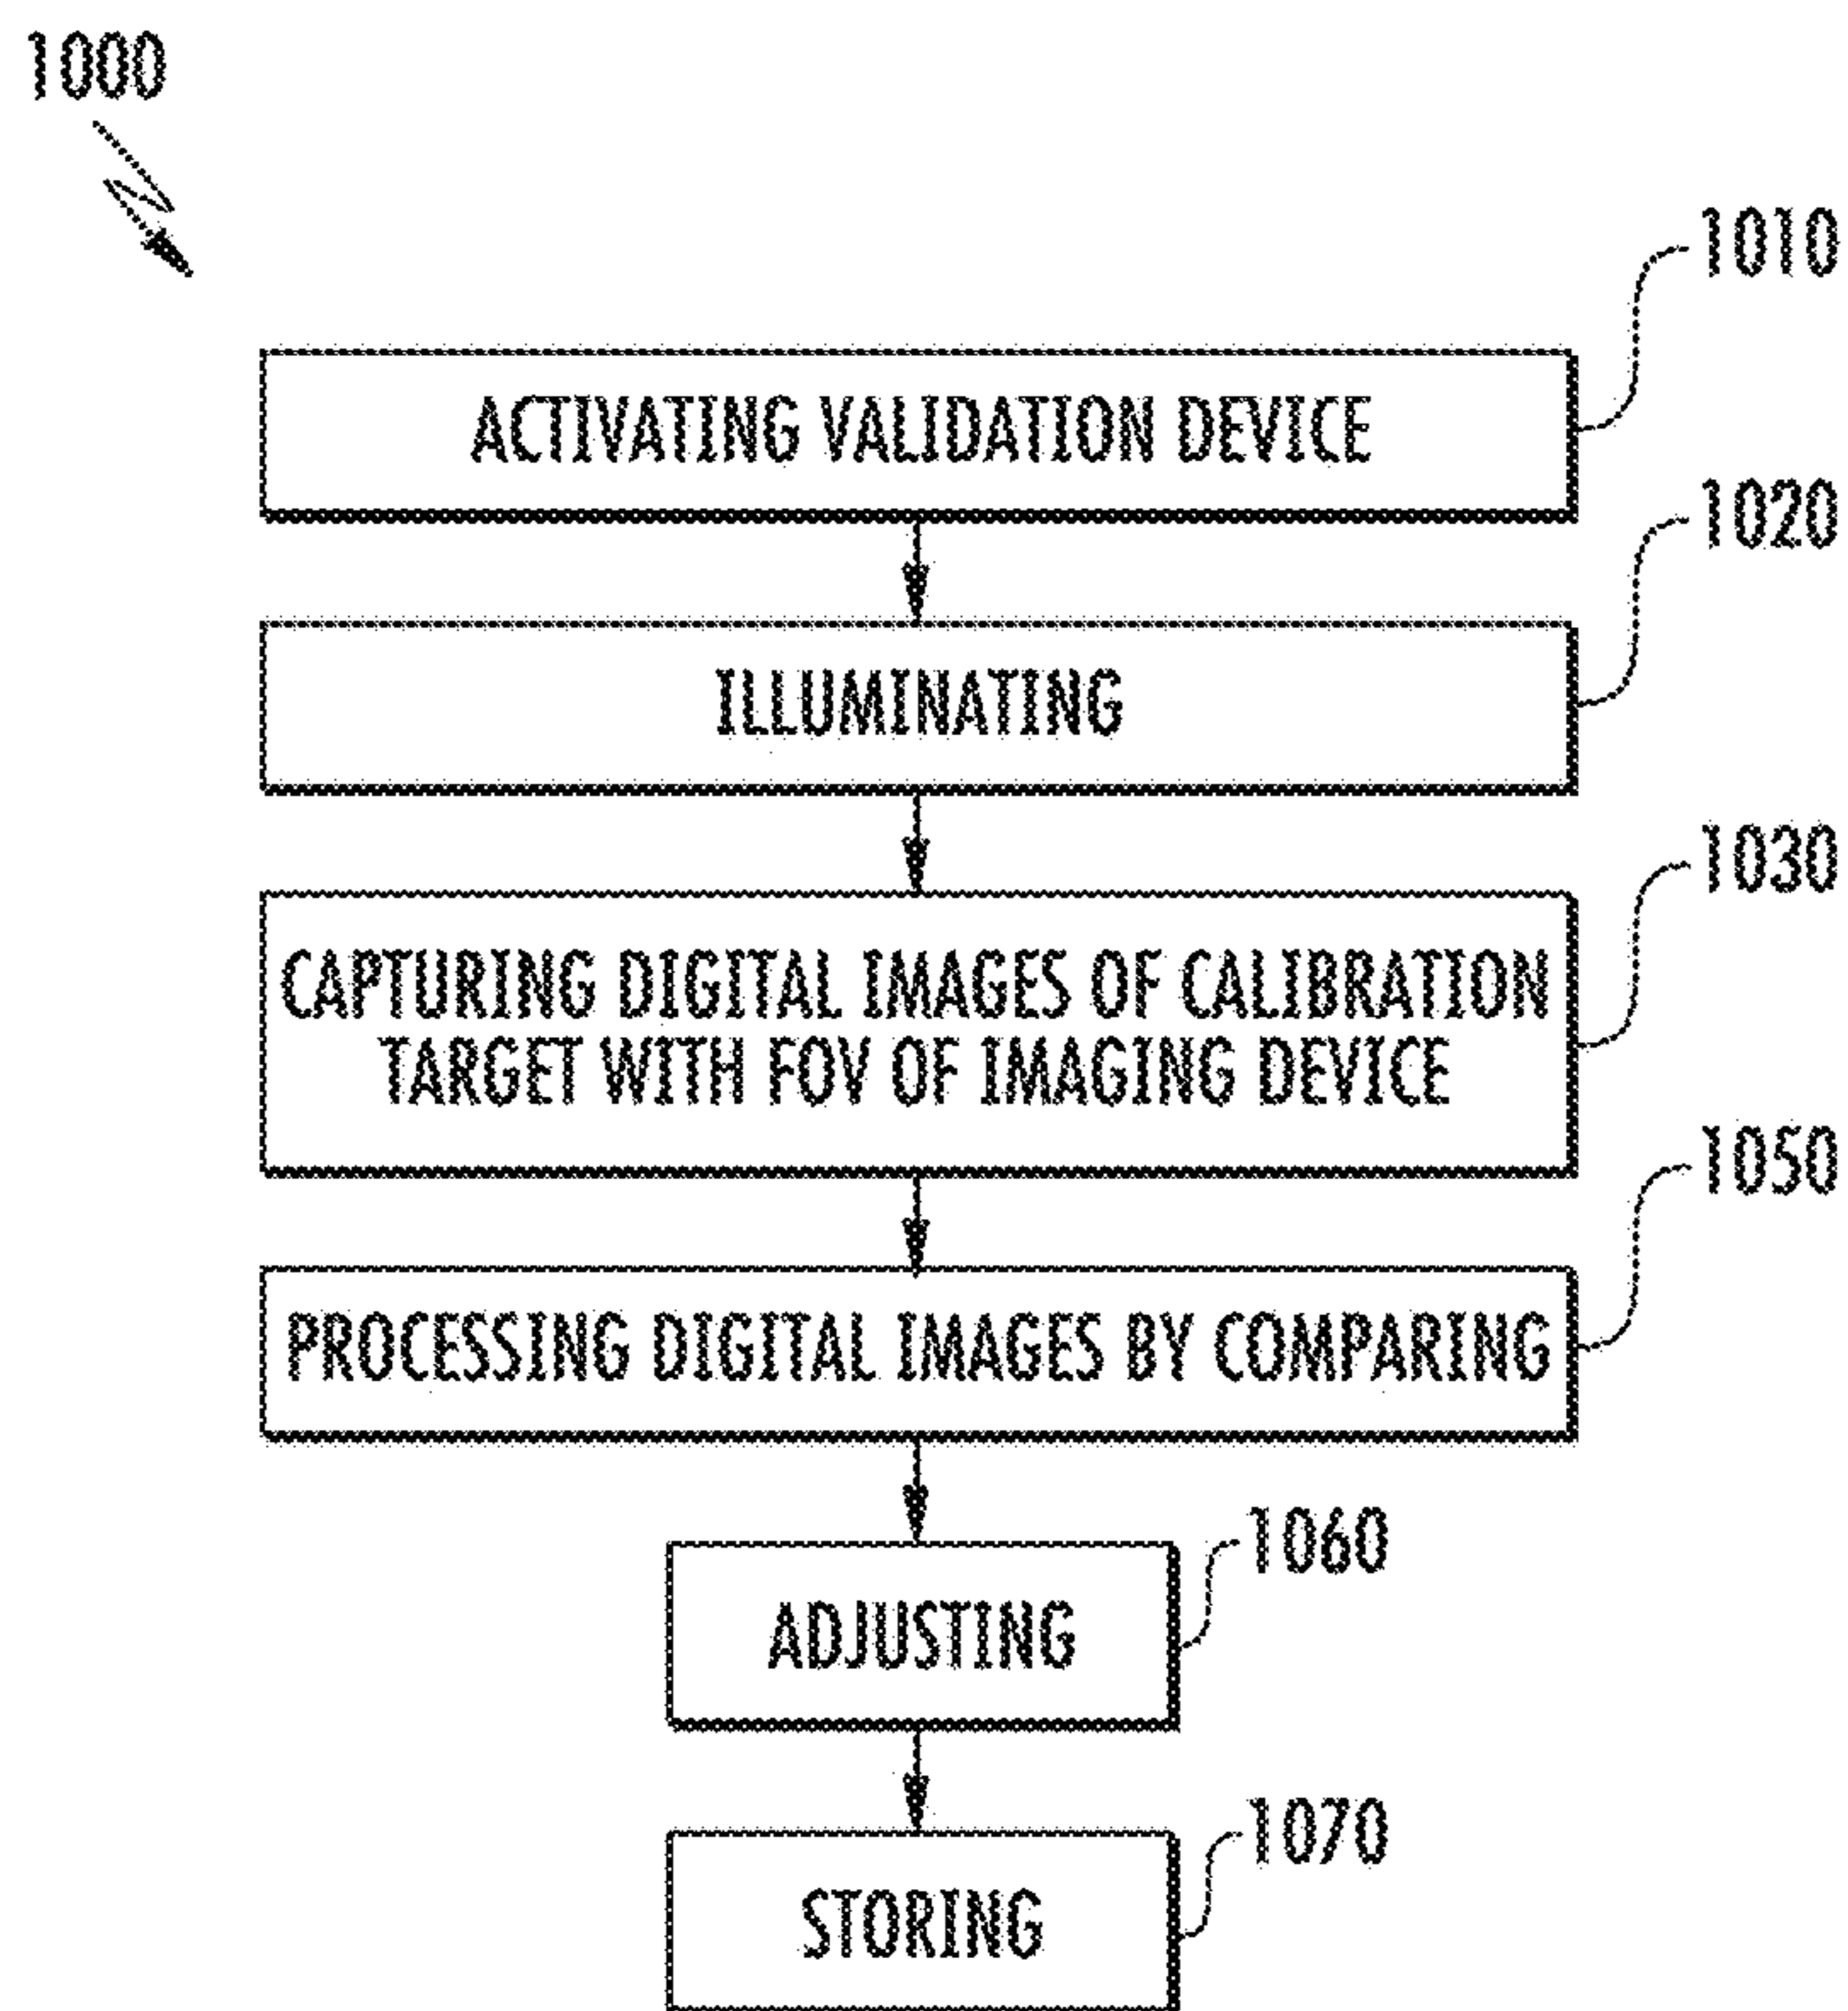 1000
1010
ACTIVATING VALIDATION DEVICE
1020
ILLUMINATING
1030
CAPTURING DIGITAL IMAGES OF CALIBRATION
TARGET WITH FOV OF IMAGING DEVICE
1050
PROCESSING DIGITAL IMAGES BY COMPARING
1060
ADJUSTING
1070
STORING